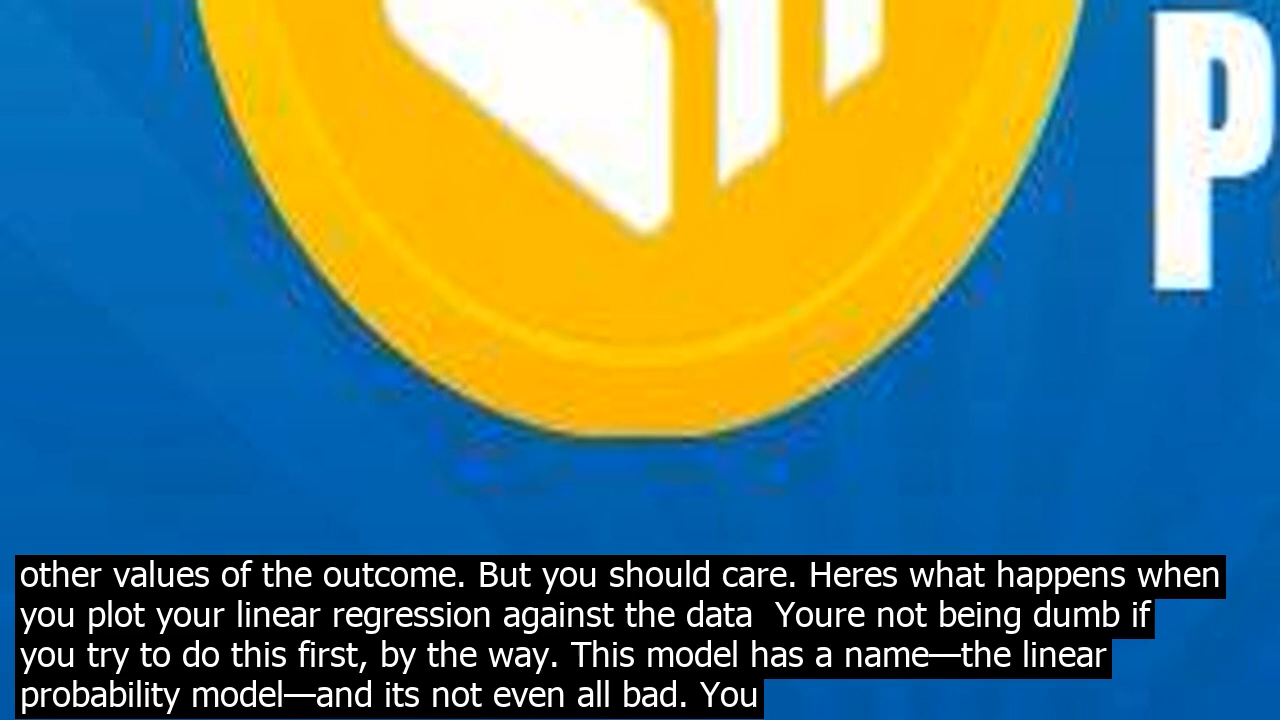 P
other values of the outcome. But you should care. Heres what happens when
you plot your linear regression against the data  Youre not being dumb if
you try to do this first, by the way. This model has a name—the linear
probability model—and its not even all bad. You